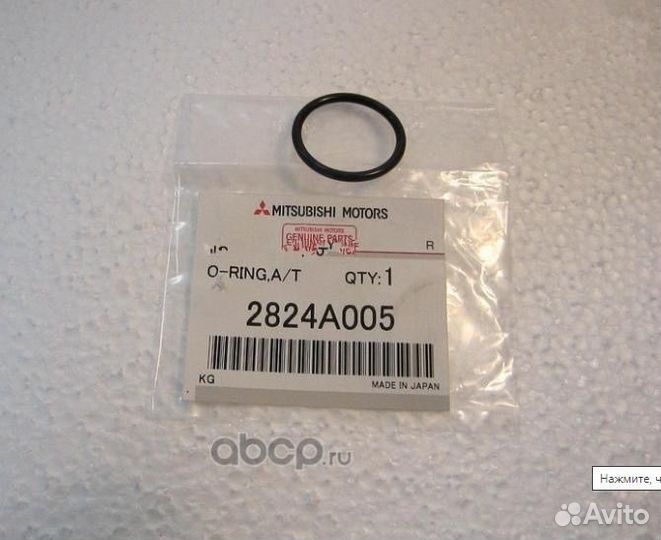 MITSUBISHI MOTORS
MITSUBISHI MOTORS
GENUINE PARTS
R
O-RING,A/T QTY:1
2824A005
KG
MADE IN JAPAN
abcp.ru
Нажмите, ч
Avito